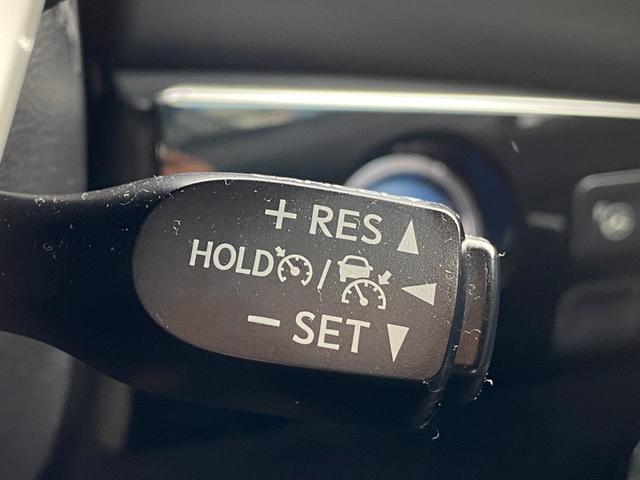 + RES
HOLD /
- SET